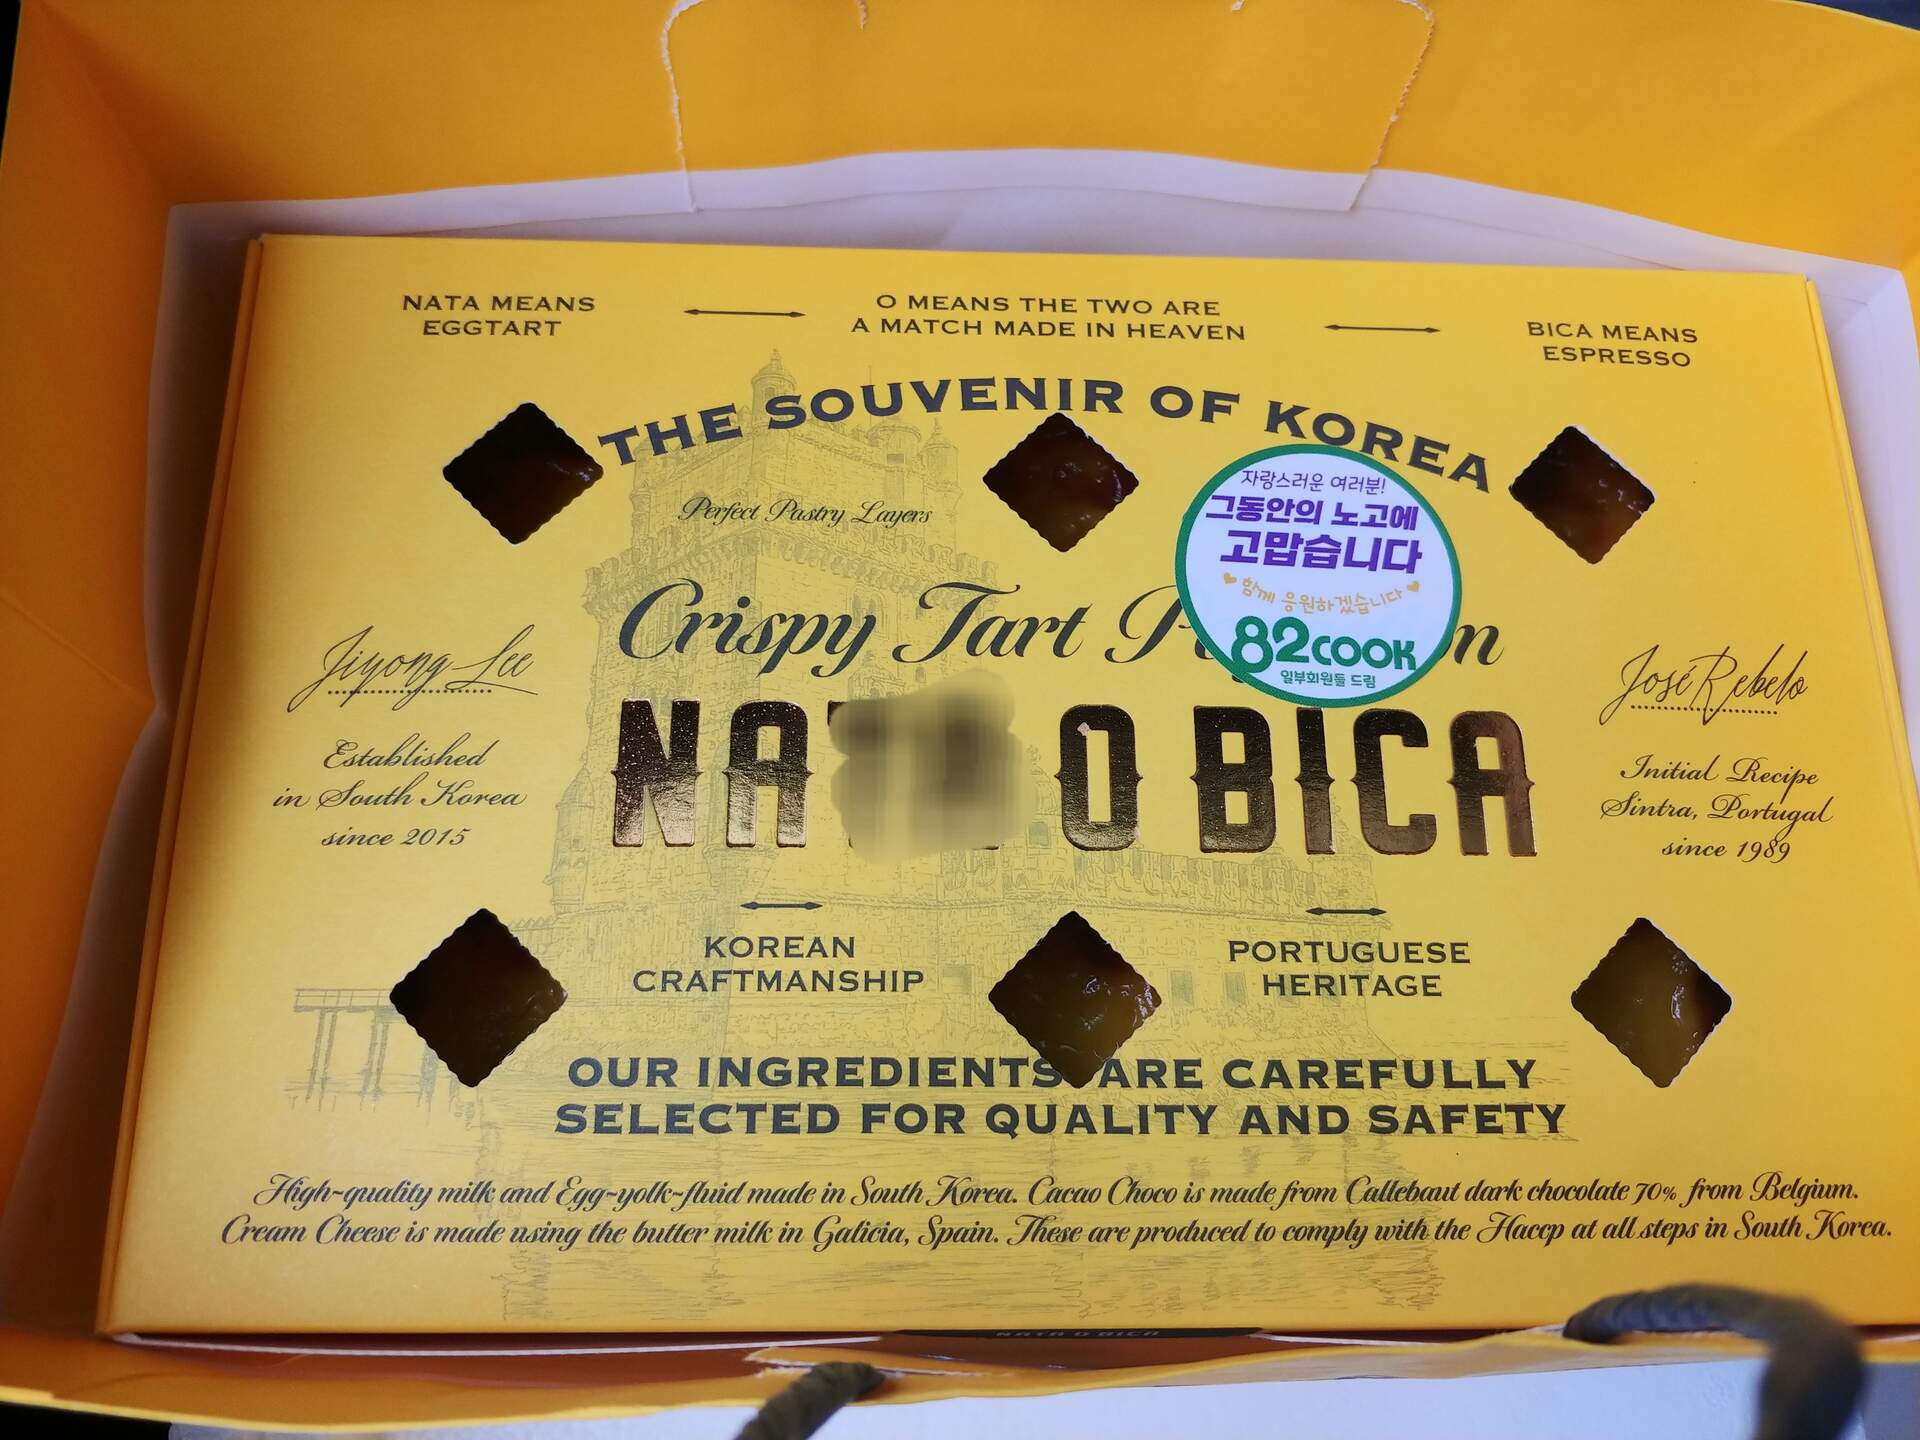 NATA MEANS
EGGTART
O MEANS THE TWO ARE
A MATCH MADE IN HEAVEN
BICA MEANS
ESPRESSO
THE SOUVENIR OF KOREA
Perfect Pastry Layers
자랑스러운 여러분!
그동안의 노고에
고맙습니다
함께 응원하겠습니다
82COOK
일부회원들 드림
Crispy Tart
Jiyong Lee
Established
in South Korea
since 2015
José Rebelo
Initial Recipe
Sintra, Portugal
since 1989
O BICA
KOREAN
CRAFTMANSHIP
PORTUGUESE
HERITAGE
OUR INGREDIENTS ARE CAREFULLY
SELECTED FOR QUALITY AND SAFETY
High-quality milk and Egg-yolk-fluid made in South Korea. Cacao Choco is made from Callebaut dark chocolate 70% from Belgium.
Cream Cheese is made using the butter milk in Galicia, Spain. These are produced to comply with the Haccp at all steps in South Korea.
NATA O BICA